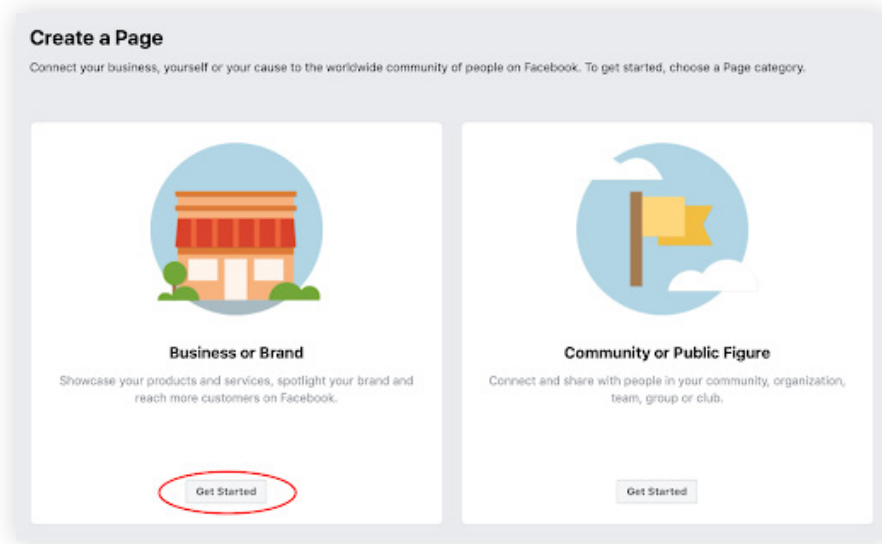 Create a Page
Connect your business, yourself or your cause to the worldwide community of people on Facebook. To get started, choose a Page category.
Business or Brand
Showcase your products and services, spotlight your brand and
reach more customers on Facebook.
Get Started
Community or Public Figure
Connect and share with people in your community, organization,
team, group or club.
Get Started